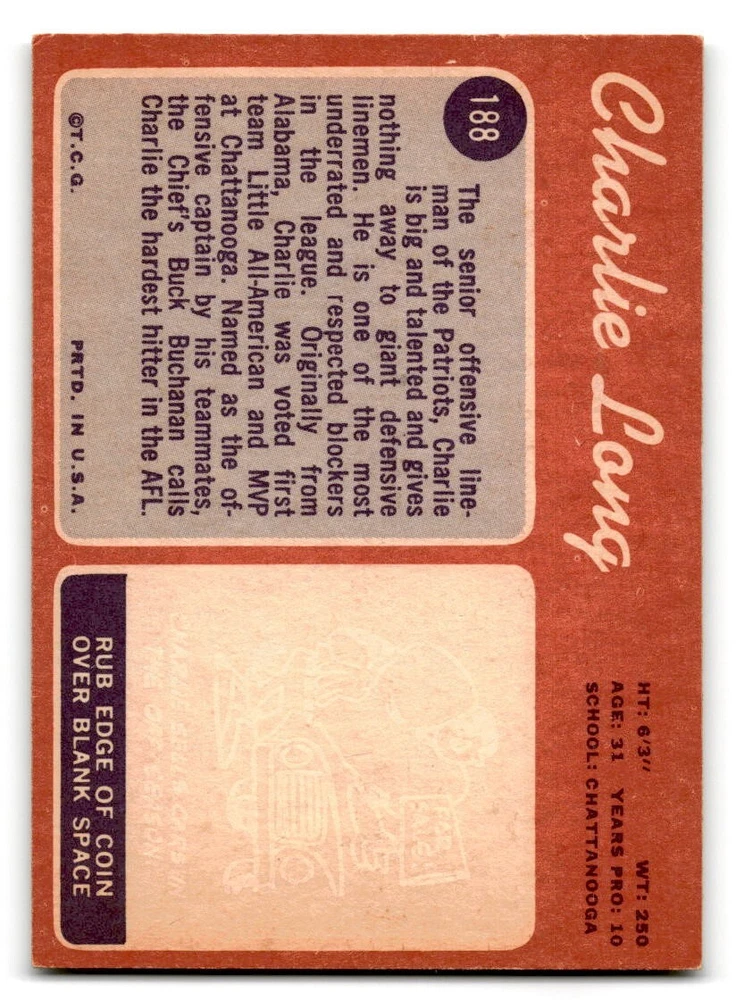 Charlie Long
HT: 6/3" WT: 250
AGE: 31 YEARS PRO: 10
SCHOOL: CHATTANOOGA
188
The senior offensive line-
man of the Patriots, Charlie
is big and talented and gives
nothing away to giant defensive
linemen. He is one of the most
underrated and respected blockers
in the league. Originally from
Alabama, Charlie was voted first
team Little All-American and MVP
at Chattanooga. Named as the of-
fensive captain by his teammates,
the Chief's Buck Buchanan calls
Charlie the hardest hitter in the AFL.
©T.C.G. PRTD. IN U.S.A.
RUB EDGE OF COIN
OVER BLANK SPACE